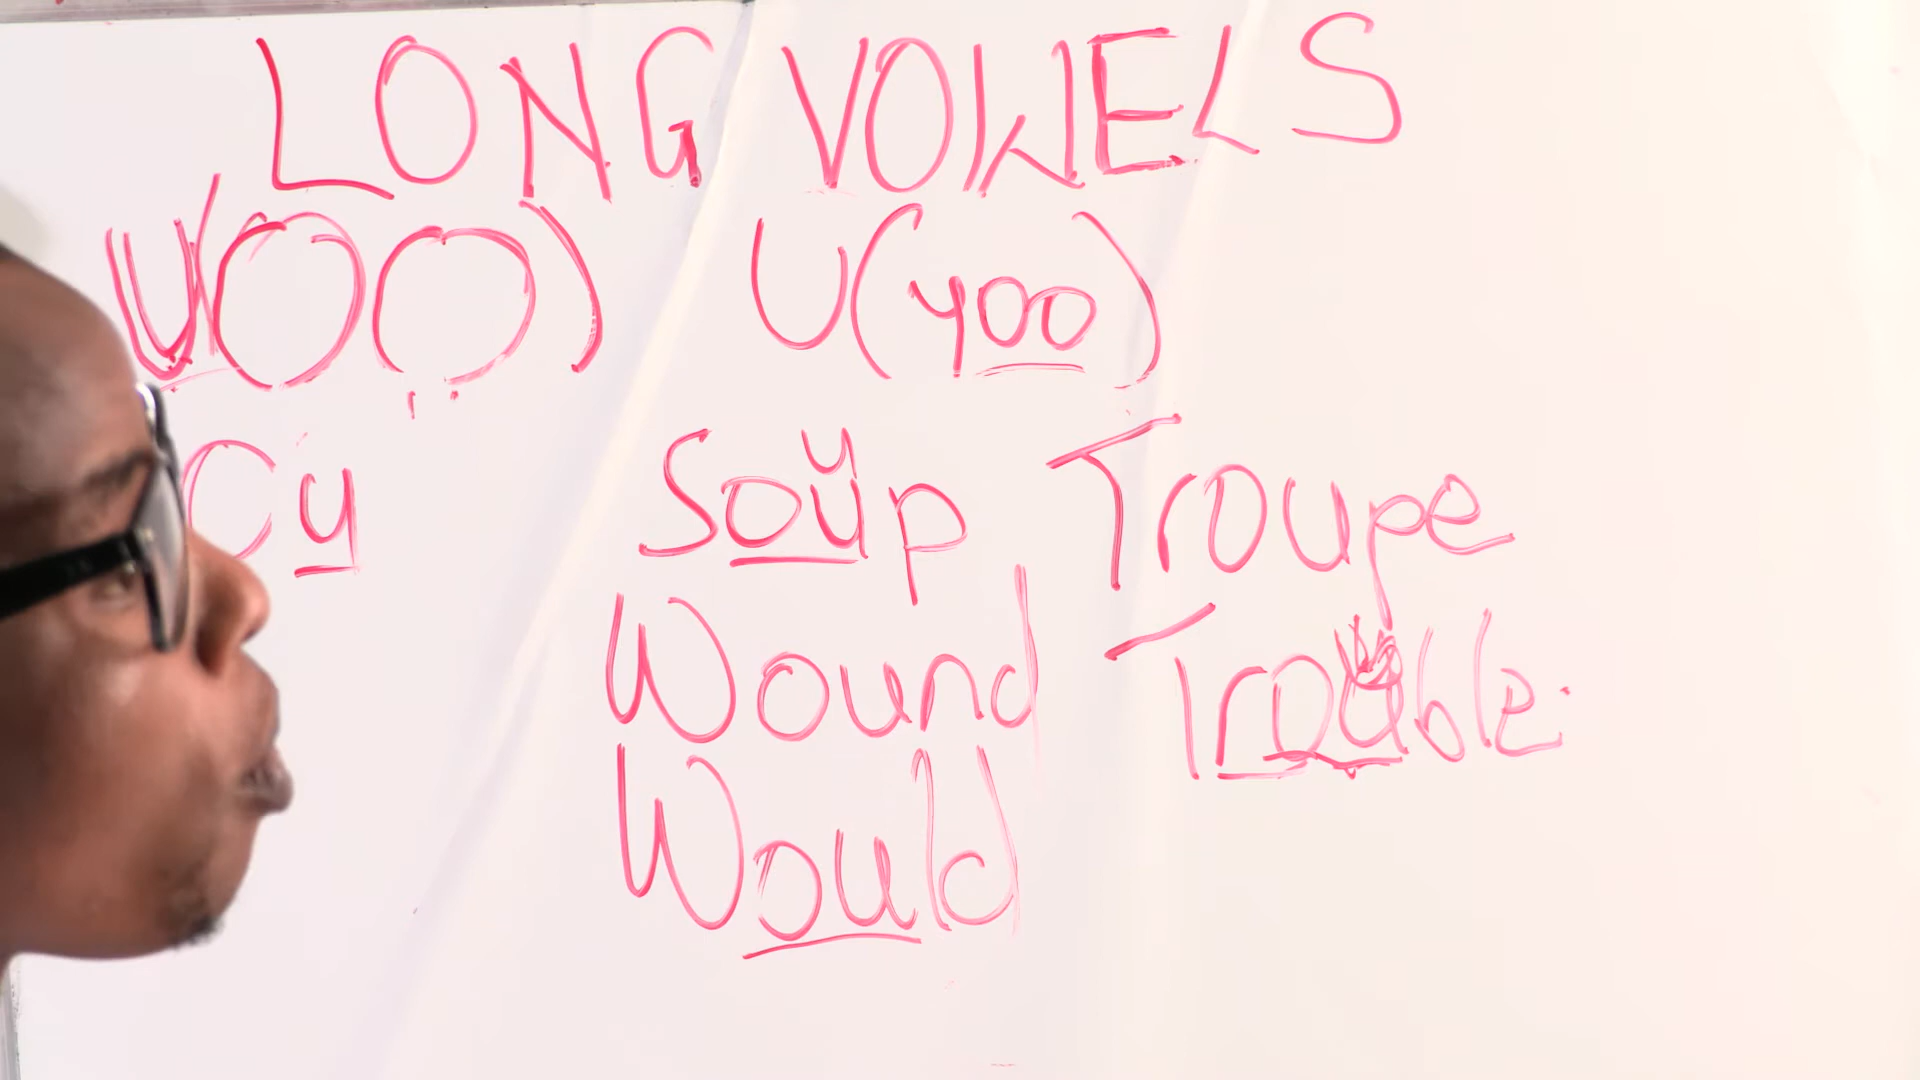 LONG VOWELS
U(OO) U(yoo)
Cy Soup Troupe
Wound Trouble.
Would